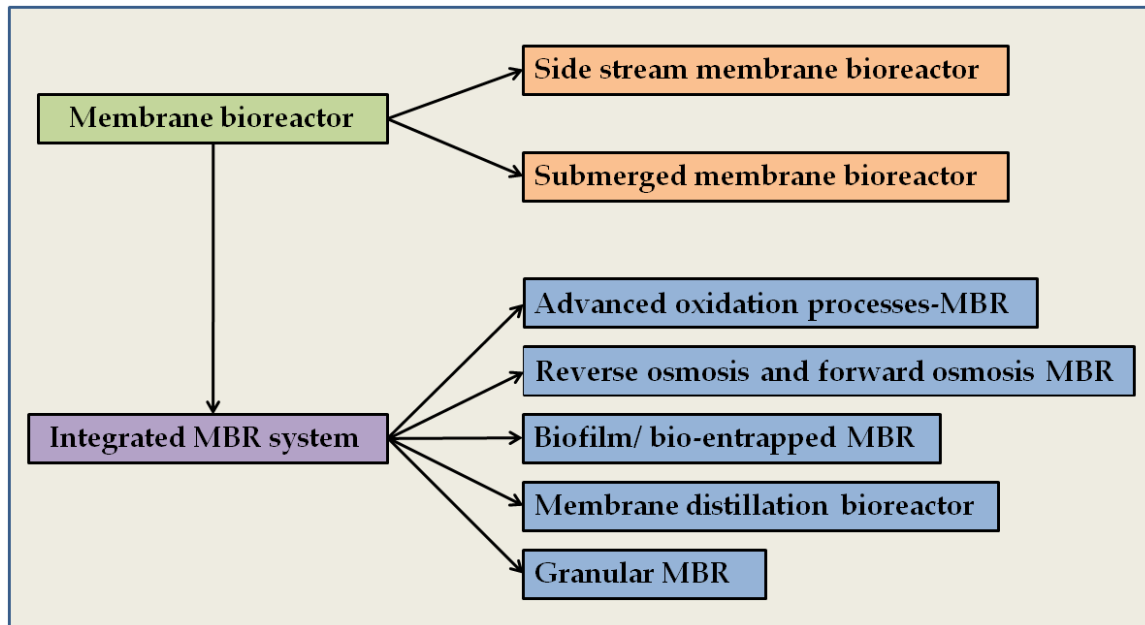 Side stream membrane bioreactor
Membrane bioreactor
Submerged membrane bioreactor
Advanced oxidation processes-MBR
Reverse osmosis and forward osmosis MBR
Integrated MBR system
Biofilm/ bio-entrapped MBR
Membrane distillation bioreactor
Granular MBR